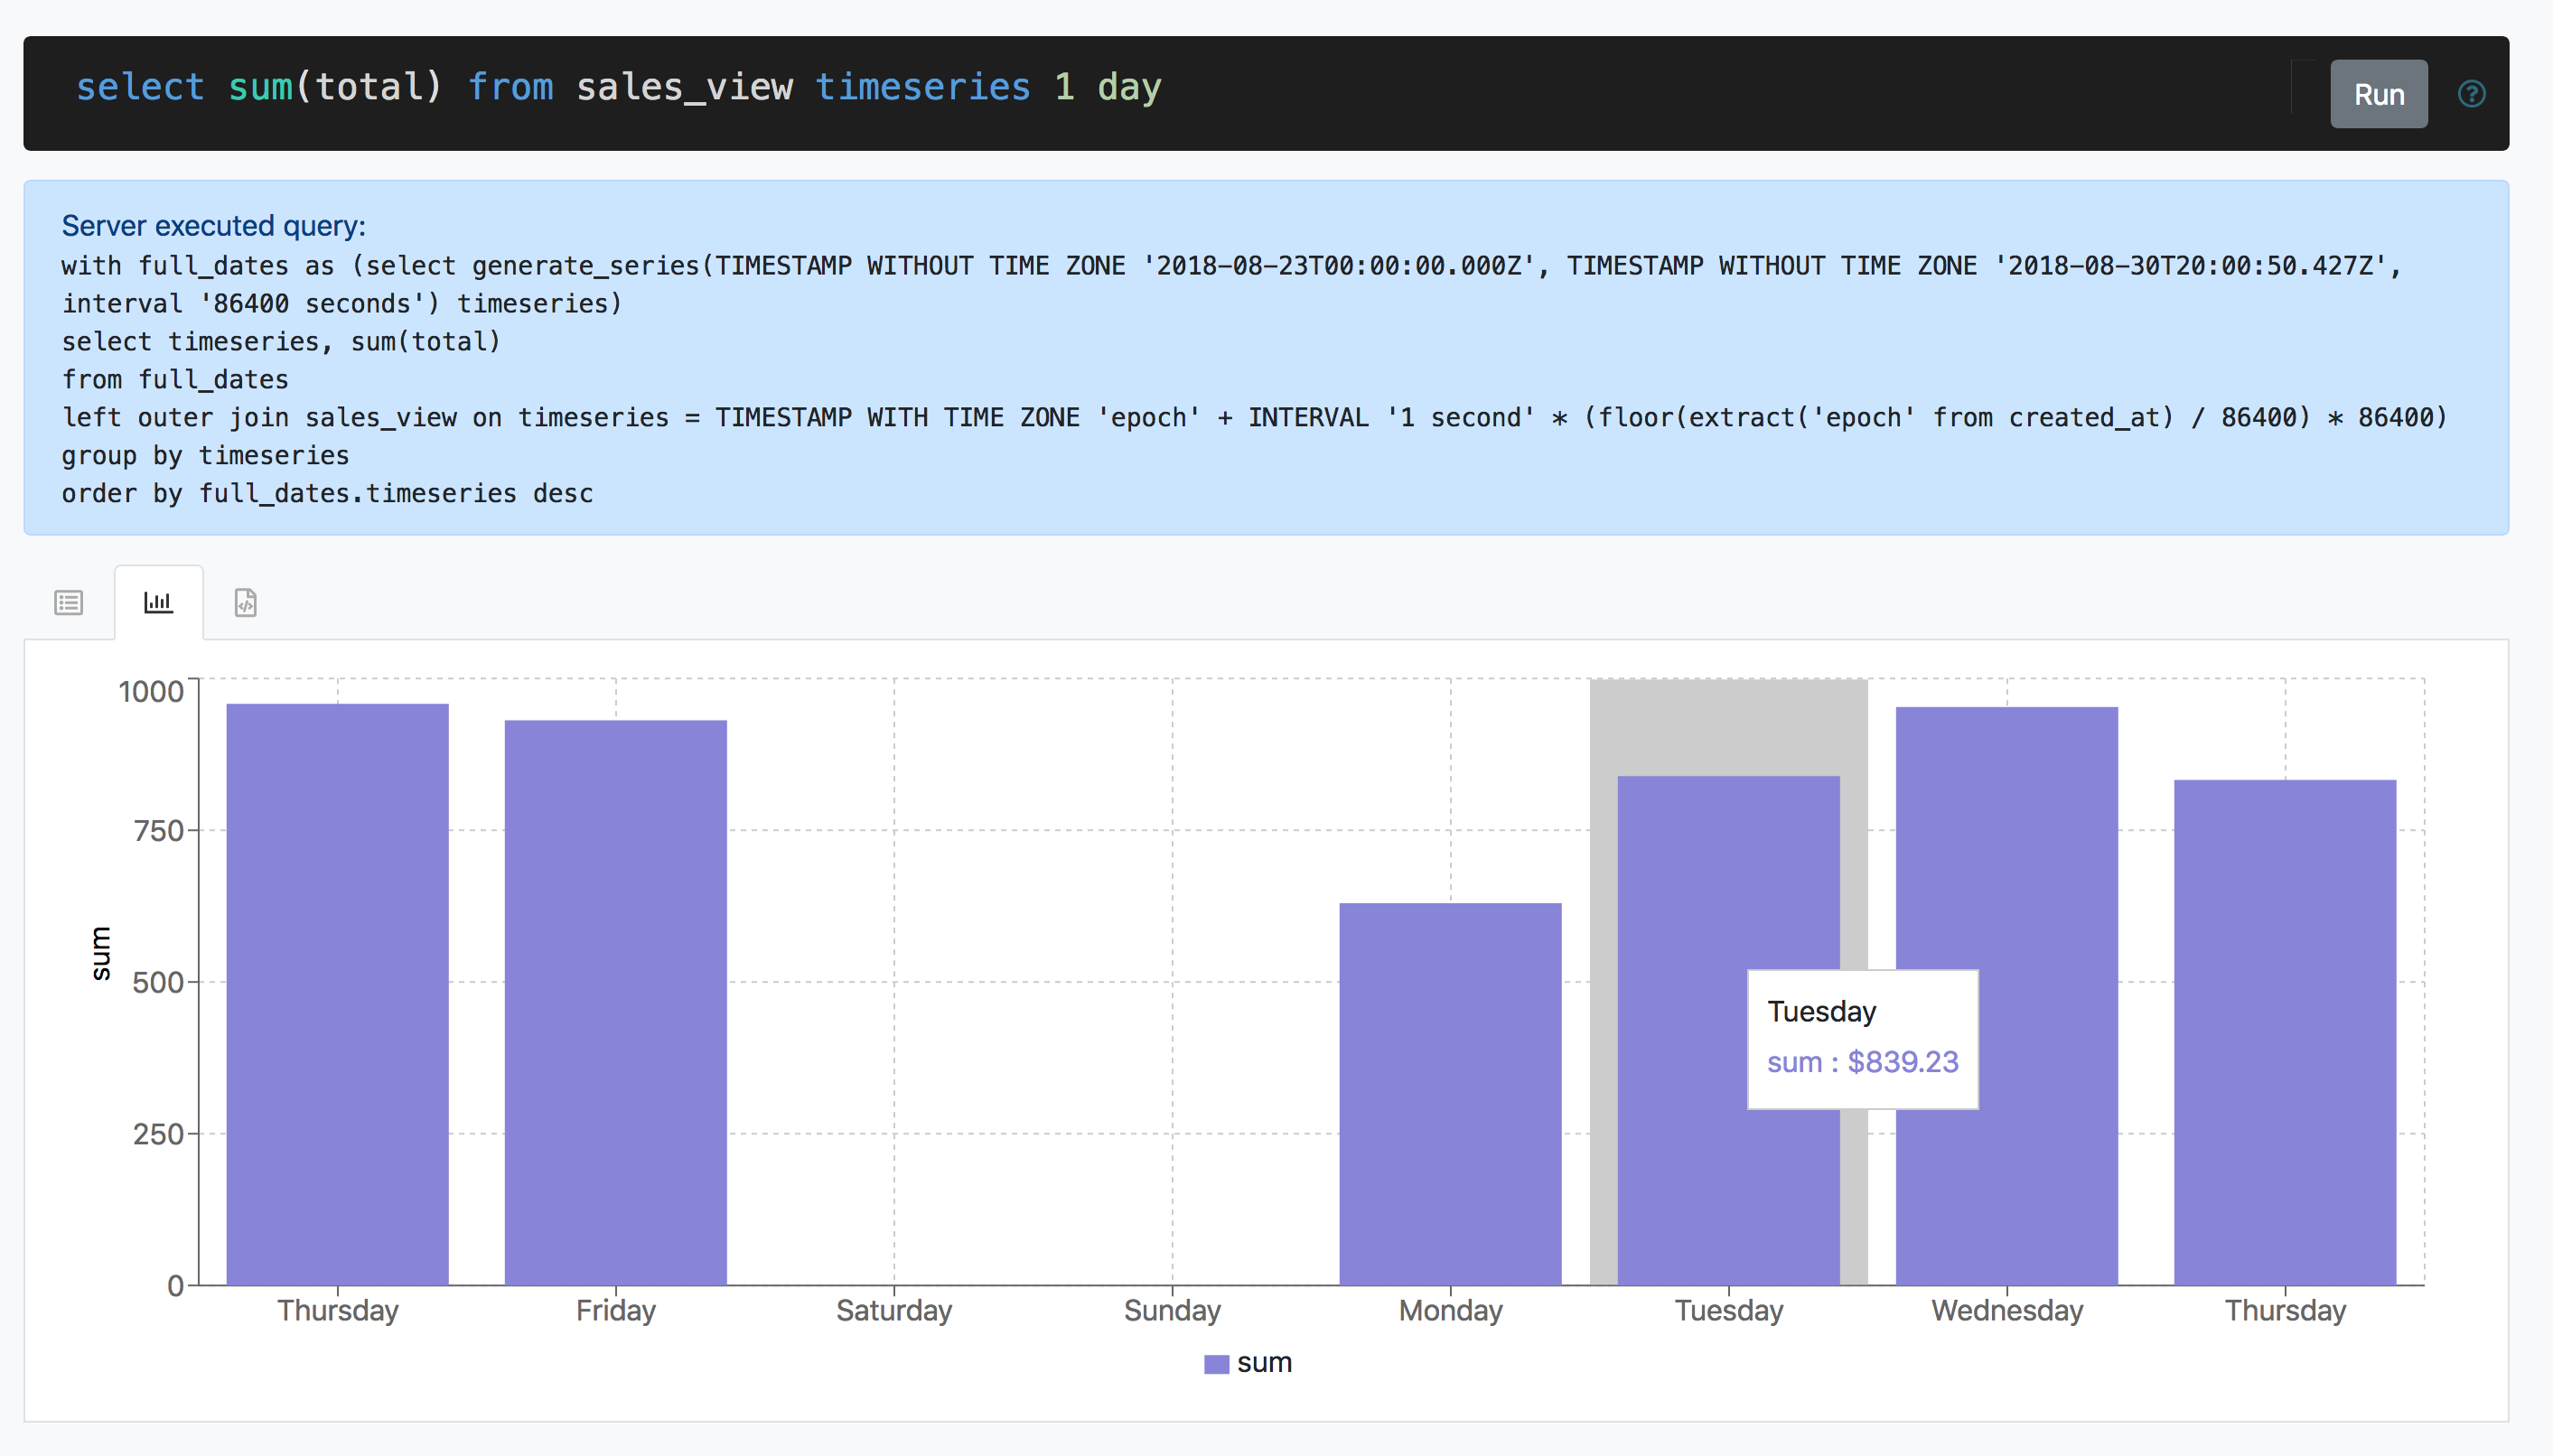 select sum(total) from sales_view timeseries 1 day
Run
?
Server executed query:
with full_dates as (select generate_series(TIMESTAMP WITHOUT TIME ZONE '2018-08-23T00:00:00.000Z', TIMESTAMP WITHOUT TIME ZONE '2018-08-30T20:00:50.427Z',
interval '86400 seconds') timeseries)
select timeseries, sum(total)
from full_dates
left outer join sales_view on timeseries = TIMESTAMP WITH TIME ZONE 'epoch' + INTERVAL '1 second' * (floor(extract('epoch' from created_at) / 86400) * 86400)
group by timeseries
order by full_dates.timeseries desc
1000
750
500
250
0
sum
Tuesday
sum : $839.23
Thursday Friday Saturday Sunday Monday Tuesday Wednesday Thursday
sum